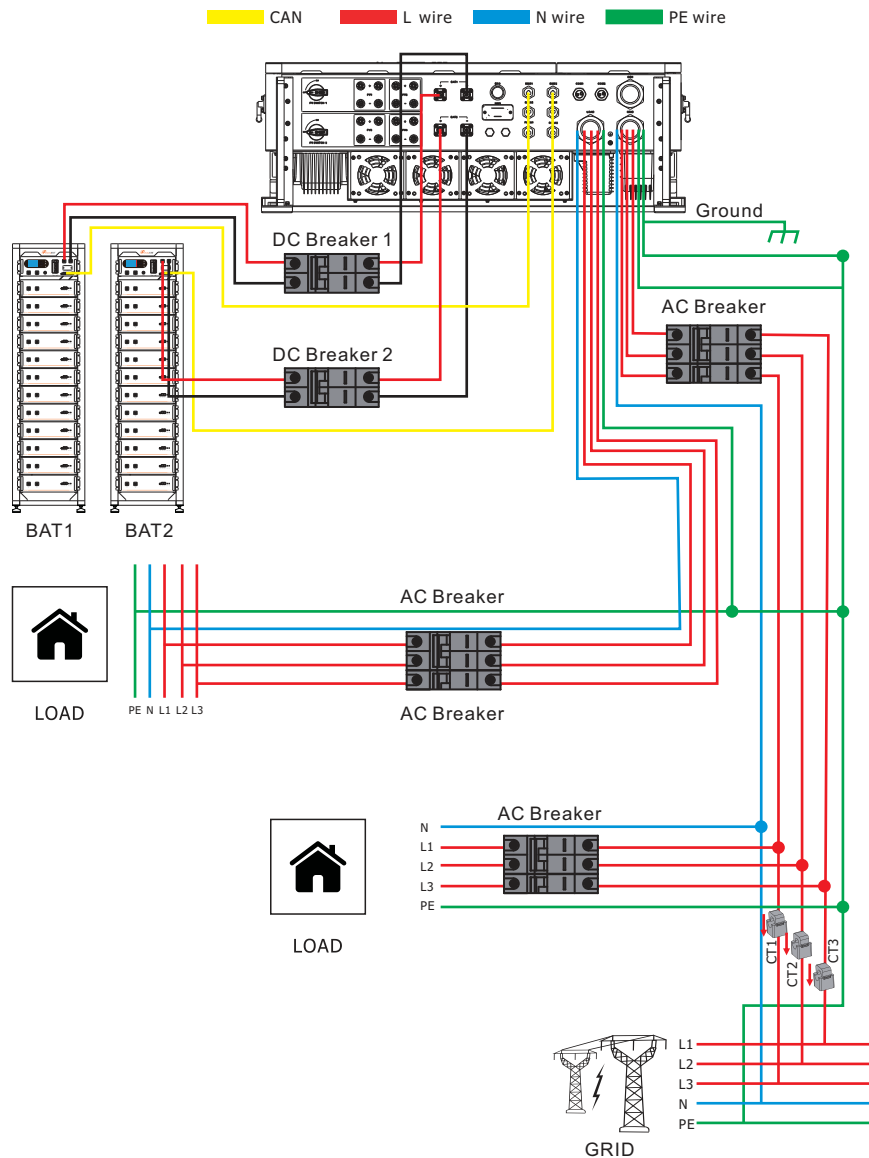 CAN
L wire
N wire
PE wire
Ground
DC Breaker 1
AC Breaker
DC Breaker 2
BAT1
BAT2
AC Breaker
LOAD
PE N L1 L2 L3
AC Breaker
AC Breaker
N
L1
L2
L3
PE
LOAD
CT1
CT2
CT3
L1
L2
L3
N
PE
GRID